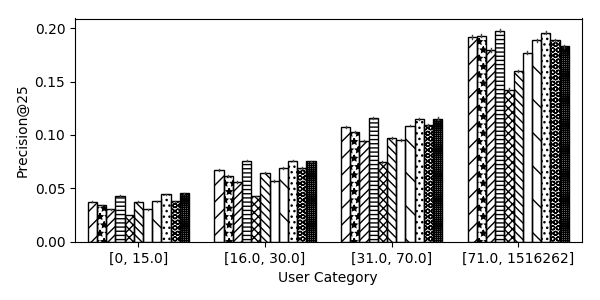 0.20
0.15
0.10
0.05
0.00
Precision@25
[0, 15.0] [16.0, 30.0] [31.0, 70.0] [71.0, 1516262]
User Category